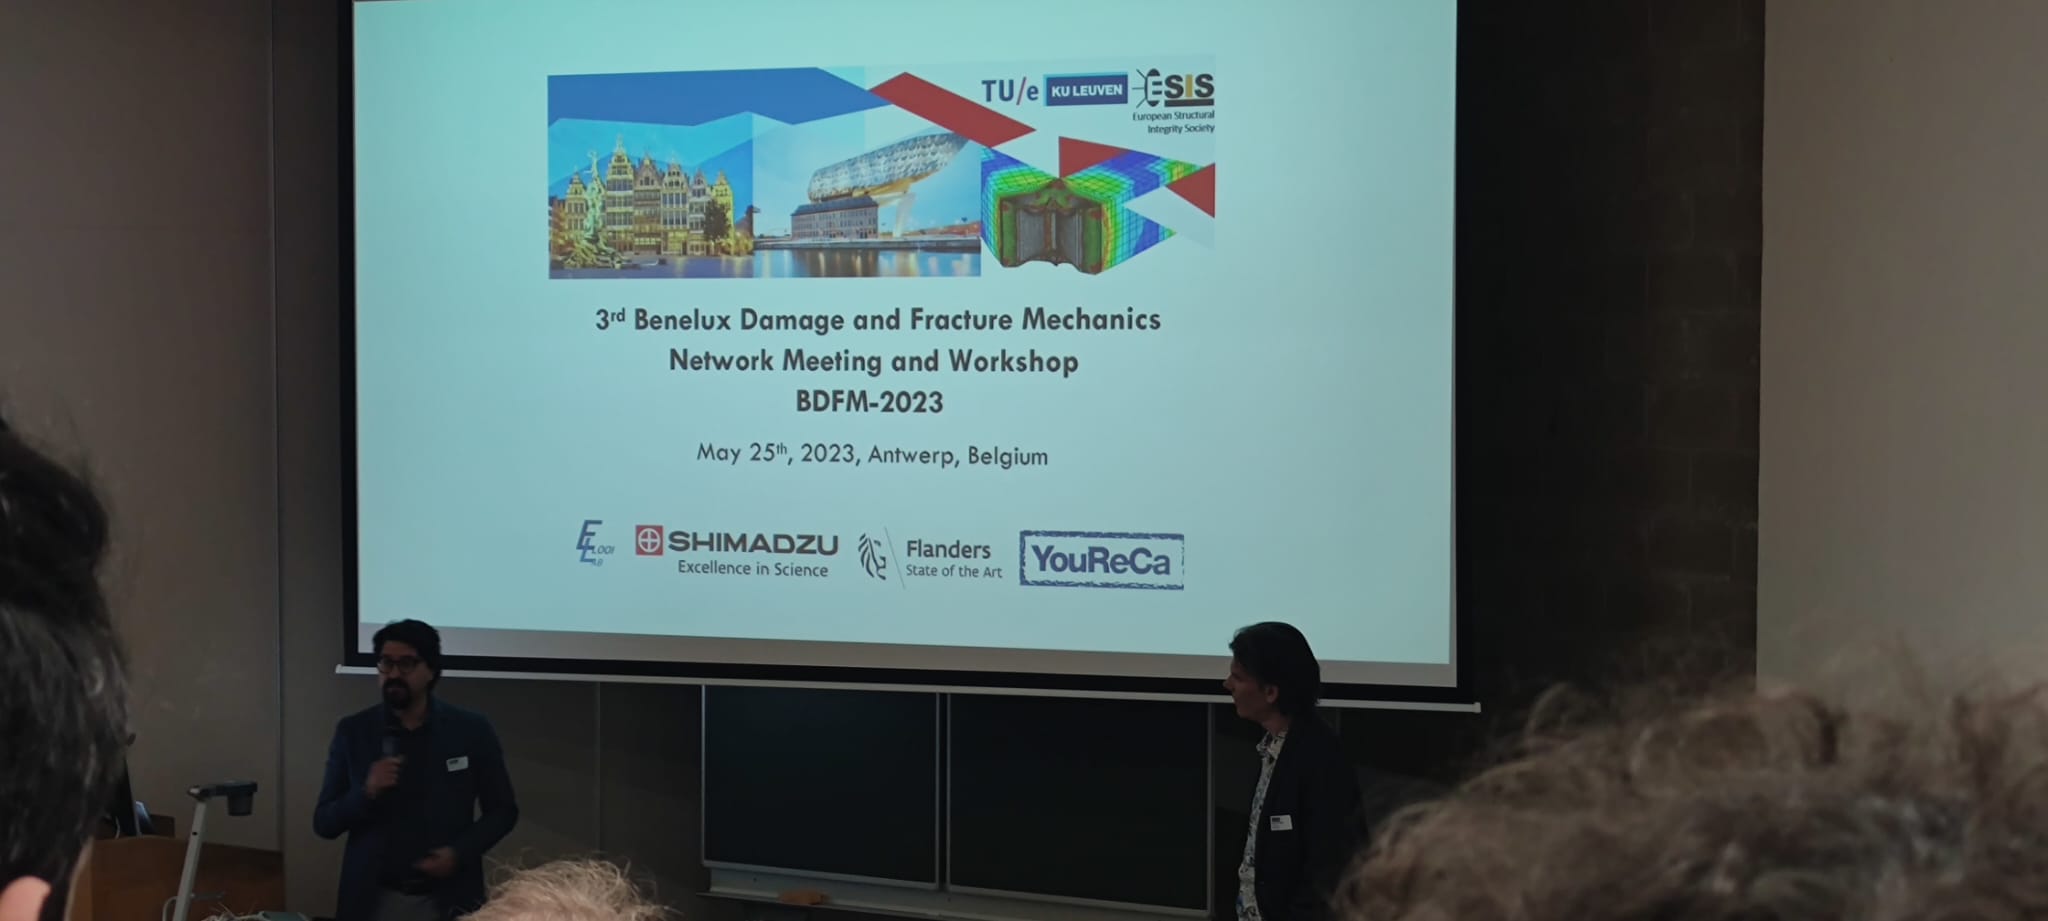 TU/e KU LEUVEN ESIS
European Structural
Integrity Society
3rd Benelux Damage and Fracture Mechanics
Network Meeting and Workshop
BDFM-2023
May 25th, 2023, Antwerp, Belgium
SHIMADZU
Excellence in Science
Flanders
State of the Art
YouReCa